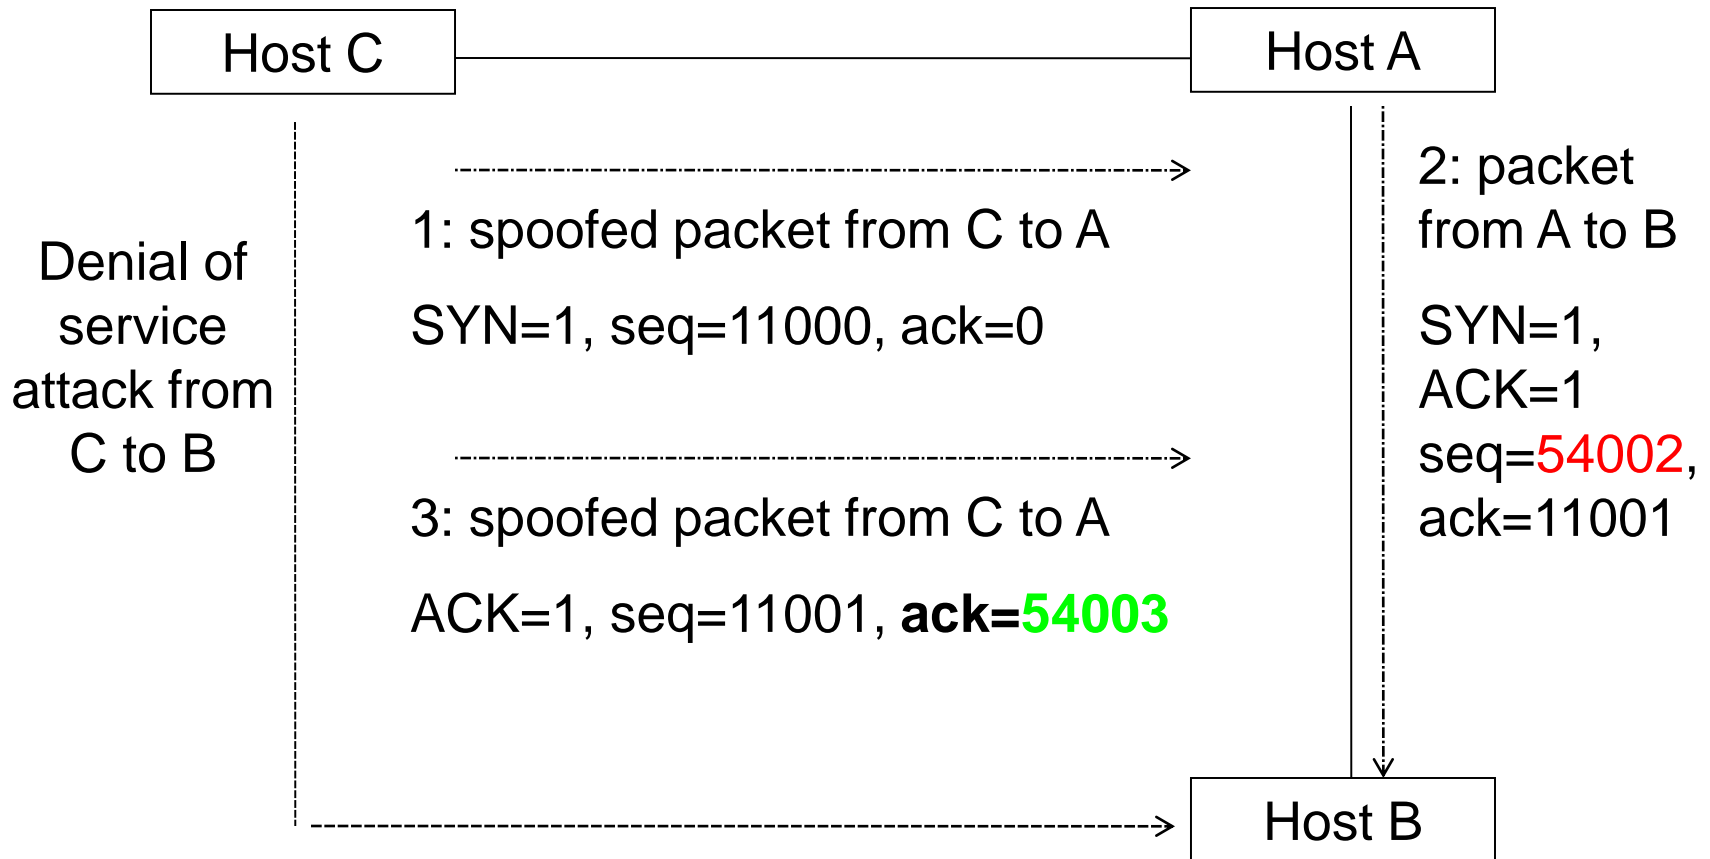 Host C
Host A
Denial of
service
attack from
C to B
1: spoofed packet from C to A
SYN=1, seq=11000, ack=0
3: spoofed packet from C to A
ACK=1, seq=11001, ack=54003
2: packet
from A to B
SYN=1,
ACK=1
seq=54002,
ack=11001
Host B